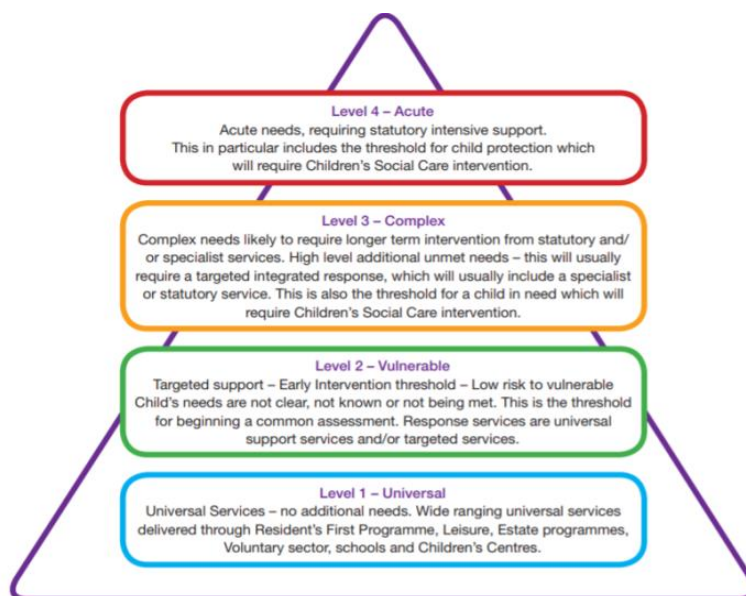 Level 4 – Acute
Acute needs, requiring statutory intensive support.
This in particular includes the threshold for child protection which
will require Children's Social Care intervention.
Level 3 – Complex
Complex needs likely to require longer term intervention from statutory and/
or specialist services. High level additional unmet needs – this will usually
require a targeted integrated response, which will usually include a specialist
or statutory service. This is also the threshold for a child in need which will
require Children's Social Care intervention.
Level 2 – Vulnerable
Targeted support – Early Intervention threshold – Low risk to vulnerable
Child's needs are not clear, not known or not being met. This is the threshold
for beginning a common assessment. Response services are universal
support services and/or targeted services.
Level 1 – Universal
Universal Services – no additional needs. Wide ranging universal services
delivered through Resident's First Programme, Leisure, Estate programmes,
Voluntary sector, schools and Children's Centres.